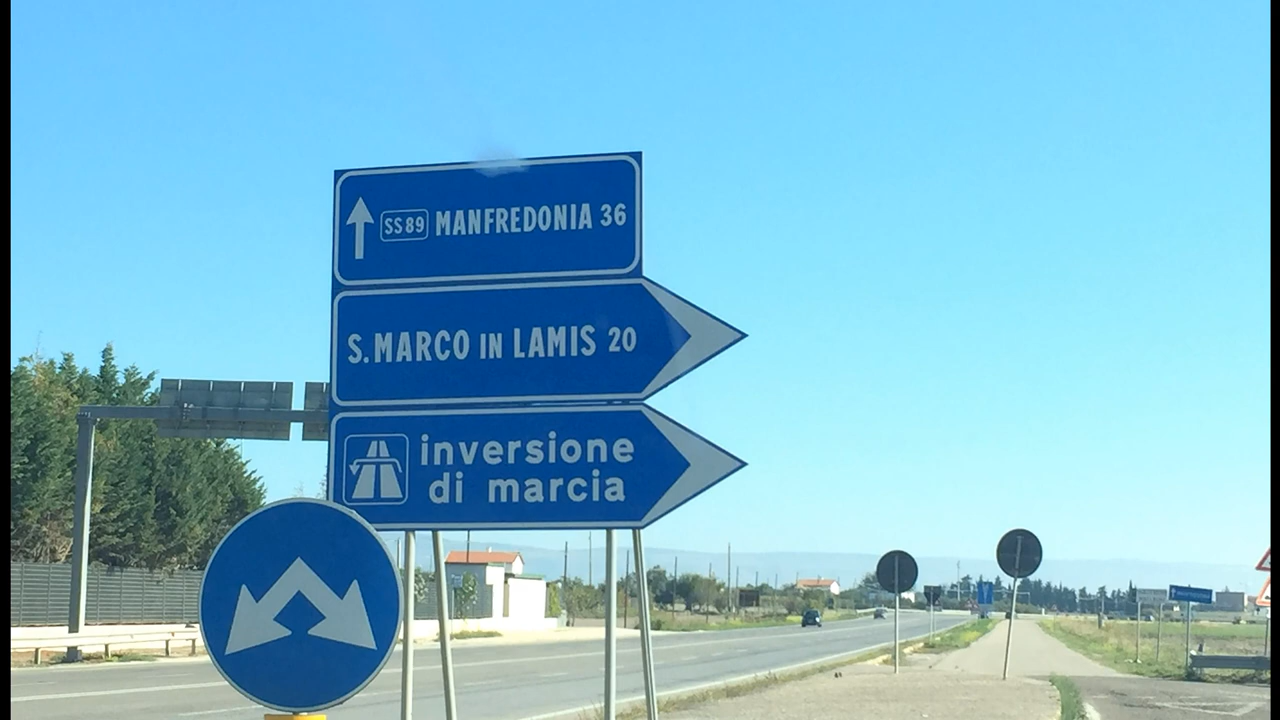 SS 89 MANFREDONIA 36
S. MARCO IN LAMIS 20
inversione
di marcia